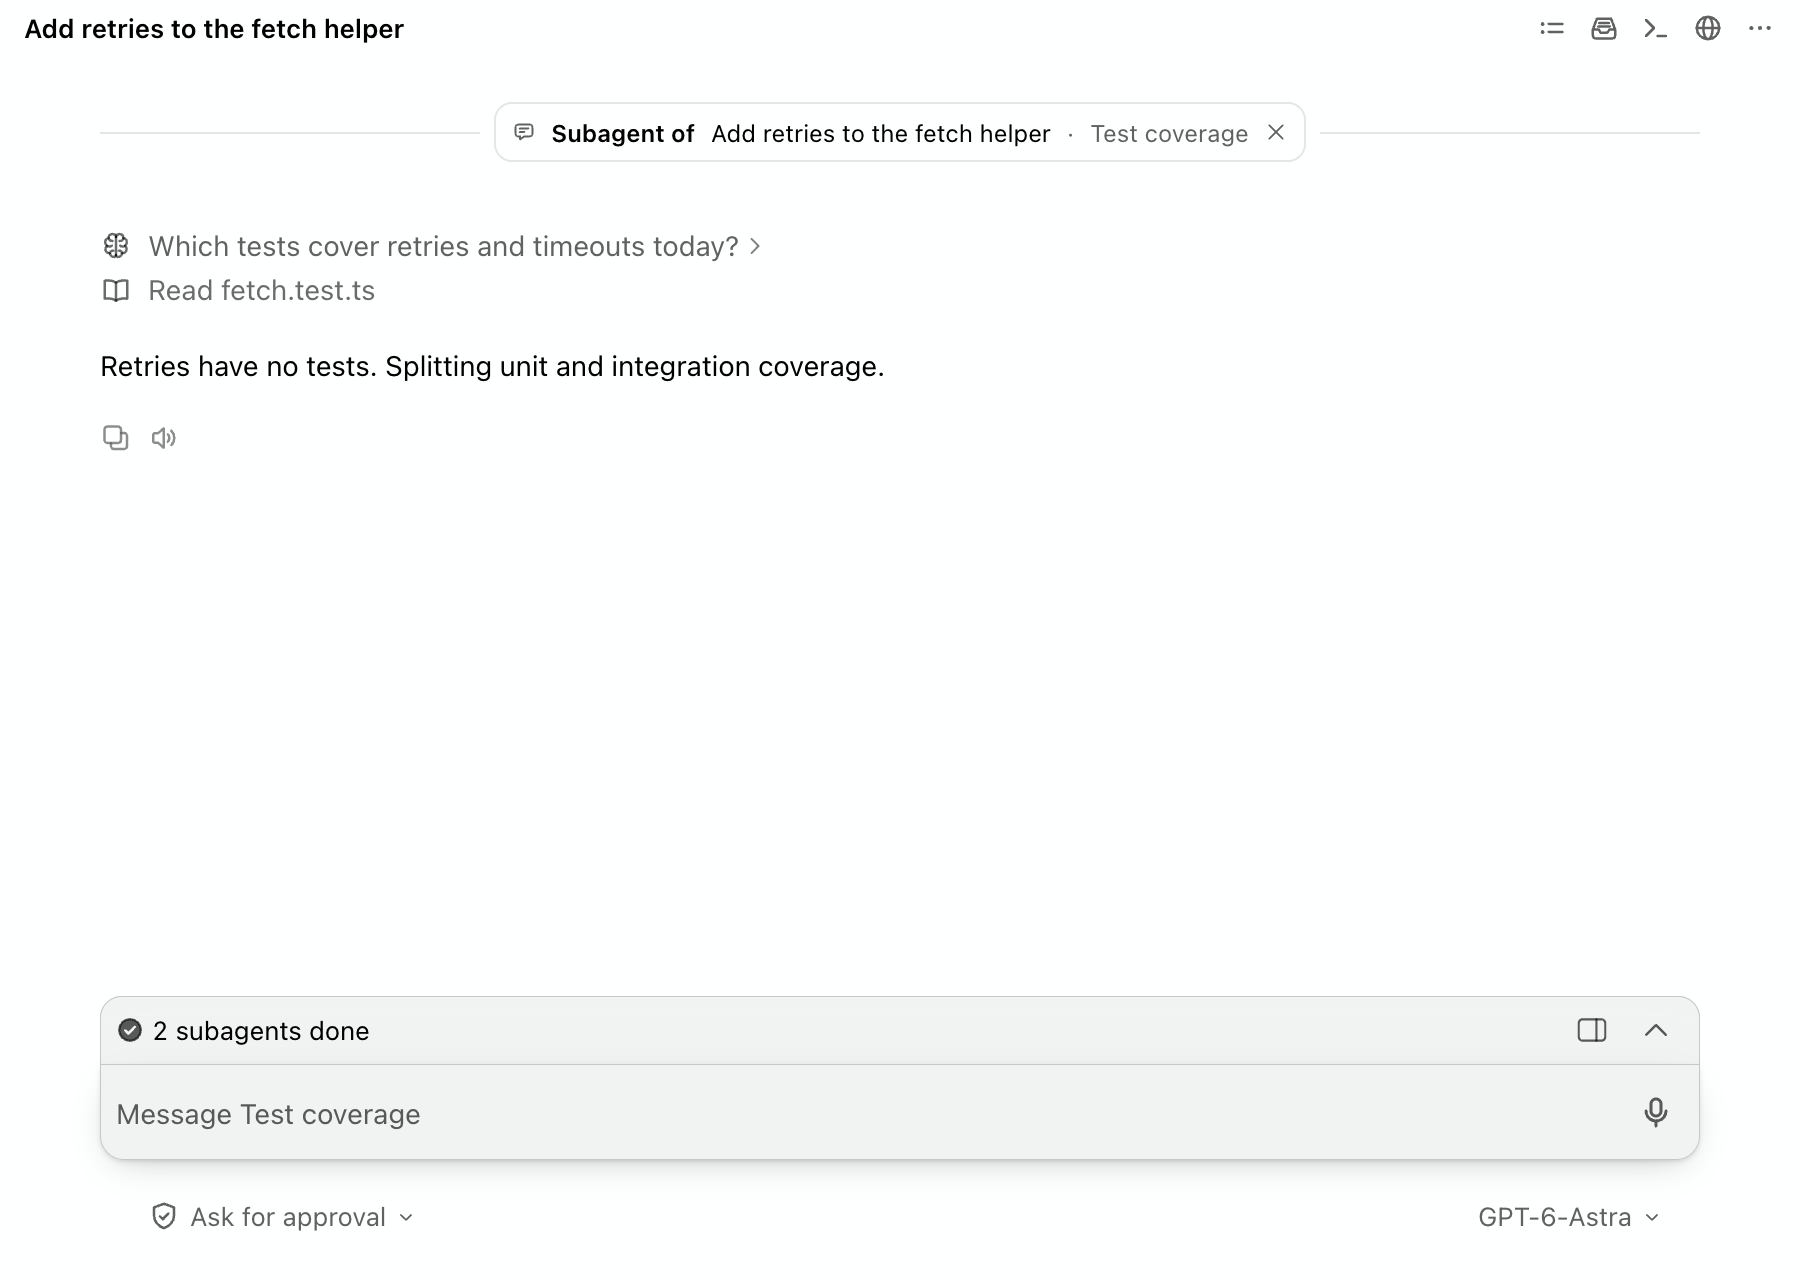 Add retries to the fetch helper
Subagent of Add retries to the fetch helper · Test coverage
Which tests cover retries and timeouts today?
Read fetch.test.ts
Retries have no tests. Splitting unit and integration coverage.
2 subagents done
Message Test coverage
Ask for approval
GPT-6-Astra